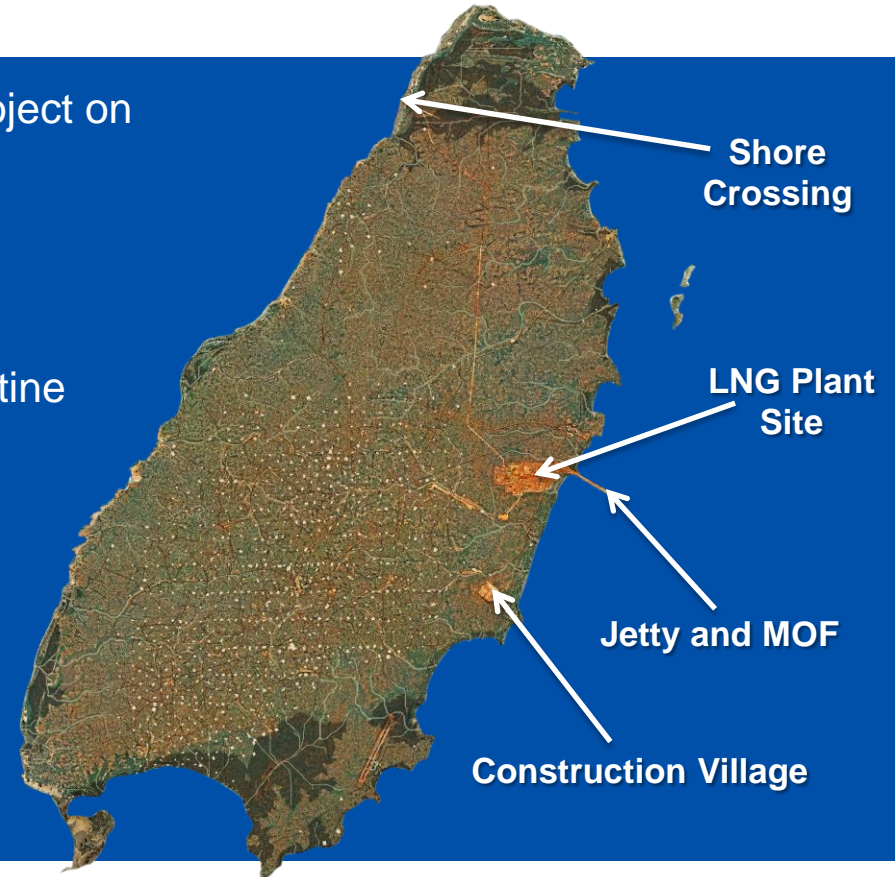 oject on
Shore
Crossing
tine
LNG Plant
Site
Jetty and MOF
Construction Village